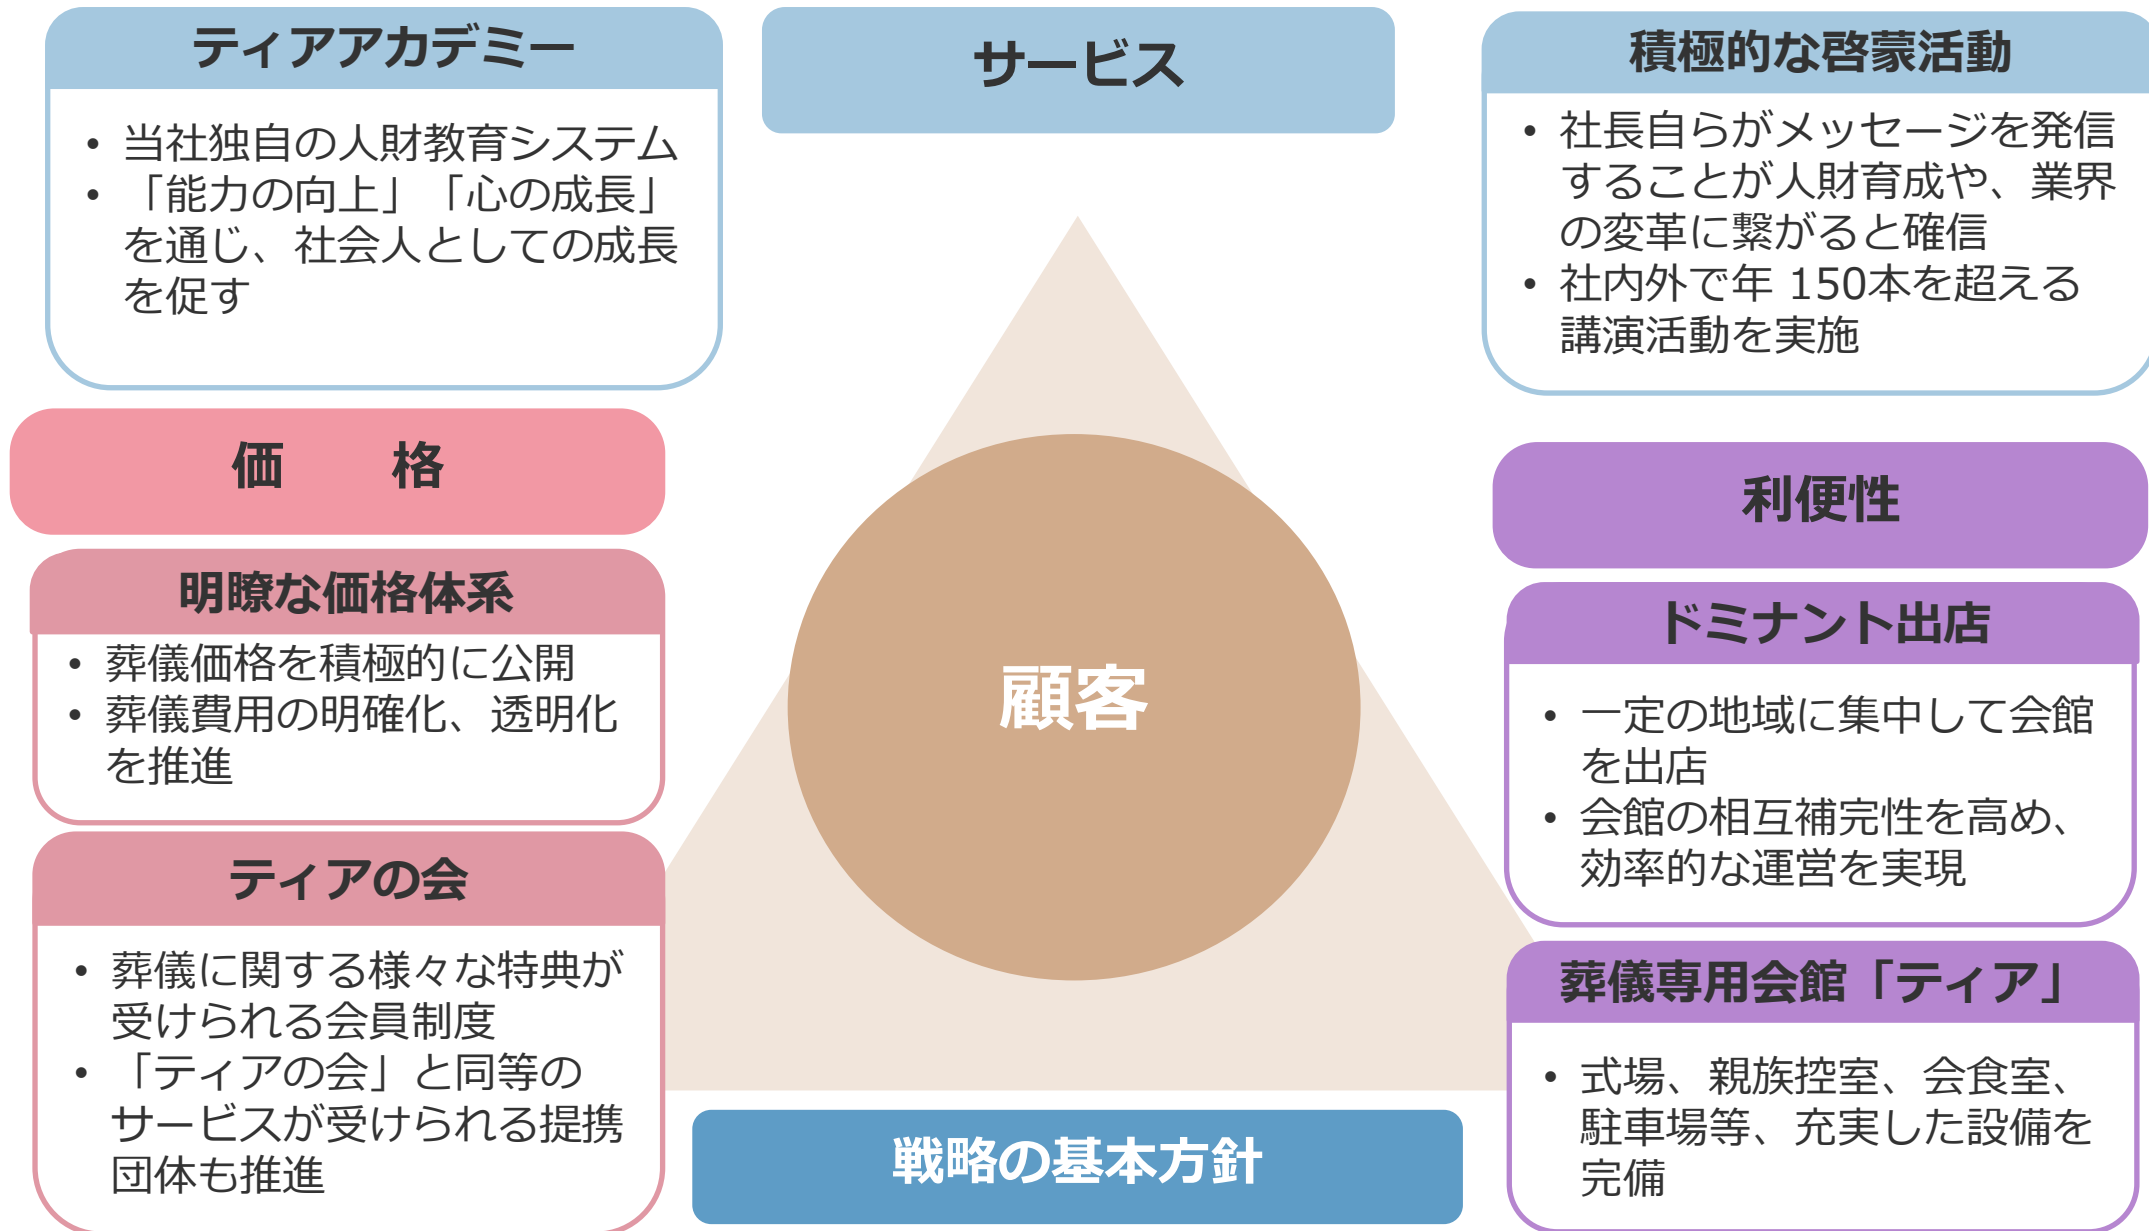 ティアアカデミー
• 当社独自の人財教育システム
• 「能力の向上」「心の成長」
を通じ、社会人としての成長
を促す
サービス
積極的な啓蒙活動
• 社長自らがメッセージを発信
することが人財育成や、業界
の変革に繋がると確信
• 社内外で年 150本を超える
講演活動を実施
価　　格
明瞭な価格体系
• 葬儀価格を積極的に公開
• 葬儀費用の明確化、透明化
を推進
ティアの会
• 葬儀に関する様々な特典が
受けられる会員制度
• 「ティアの会」と同等の
サービスが受けられる提携
団体も推進
顧客
利便性
ドミナント出店
• 一定の地域に集中して会館
を出店
• 会館の相互補完性を高め、
効率的な運営を実現
葬儀専用会館「ティア」
• 式場、親族控室、会食室、
駐車場等、充実した設備を
完備
戦略の基本方針